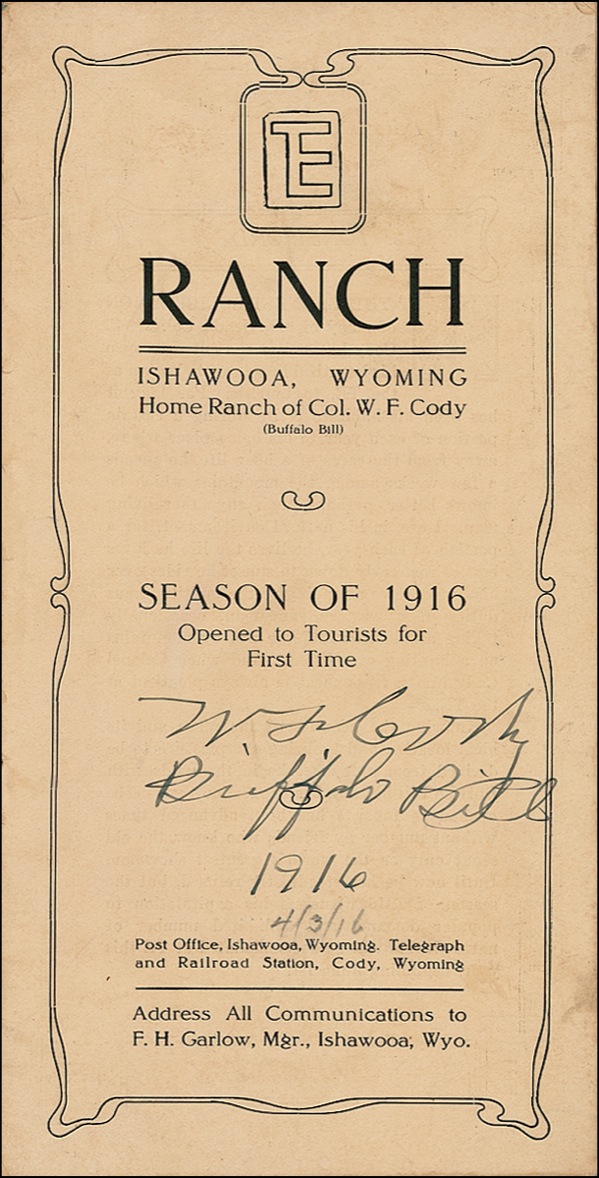 TE
RANCH
ISHAWOOA, WYOMING
Home Ranch of Col. W. F. Cody
(Buffalo Bill)
SEASON OF 1916
Opened to Tourists for
First Time
W F Cody
Buffalo Bill
1916
4/3/16
Post Office, Ishawooa, Wyoming. Telegraph
and Railroad Station, Cody, Wyoming
Address All Communications to
F. H. Garlow, Mgr., Ishawooa, Wyo.